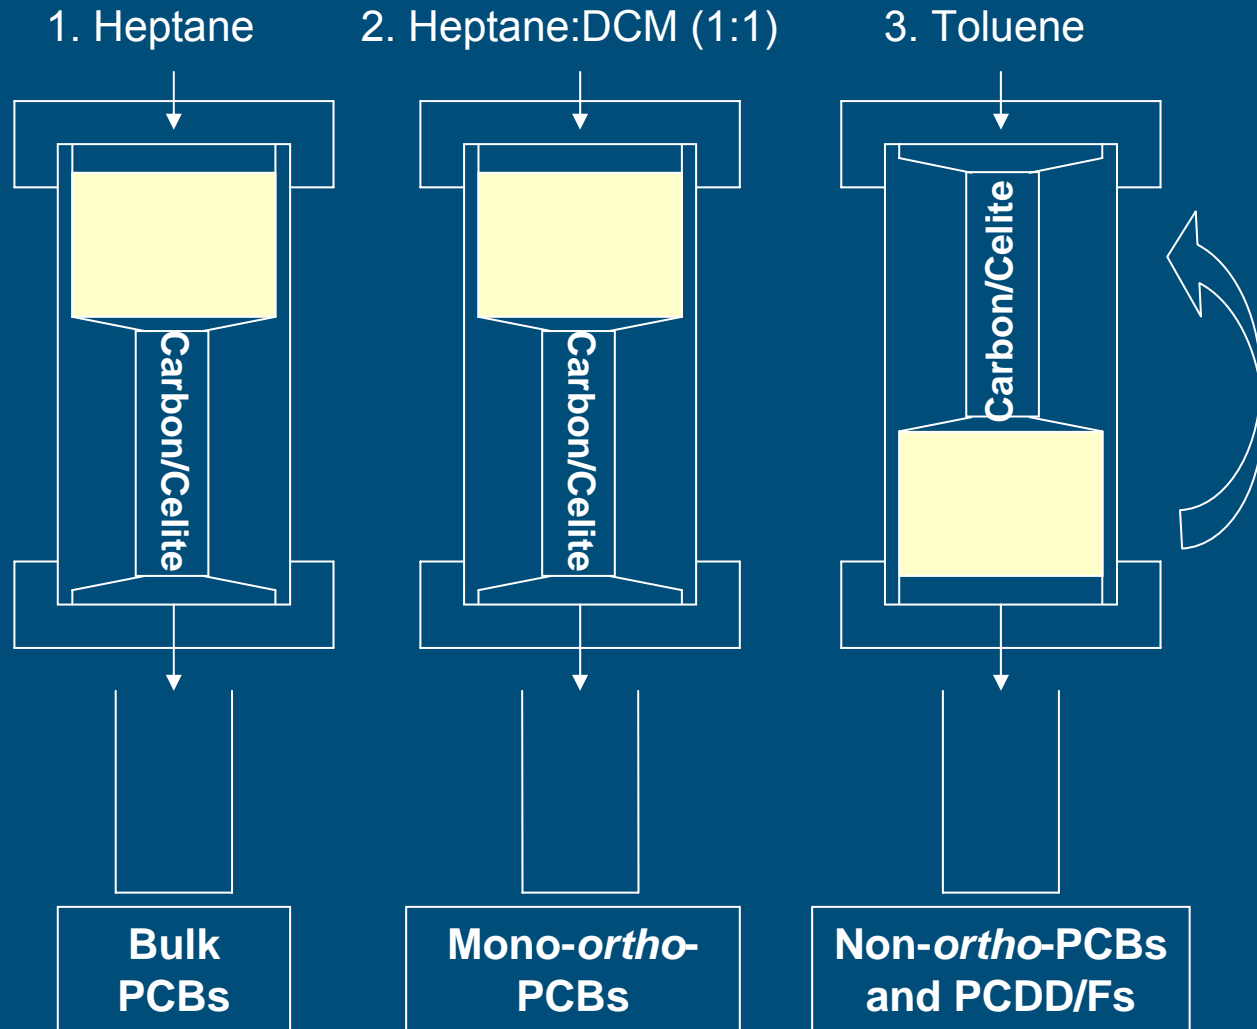 1. Heptane
2. Heptane:DCM (1:1)
3. Toluene
Carbon/Celite
Carbon/Celite
Carbon/Celite
Bulk
PCBs
Mono-ortho-
PCBs
Non-ortho-PCBs
and PCDD/Fs